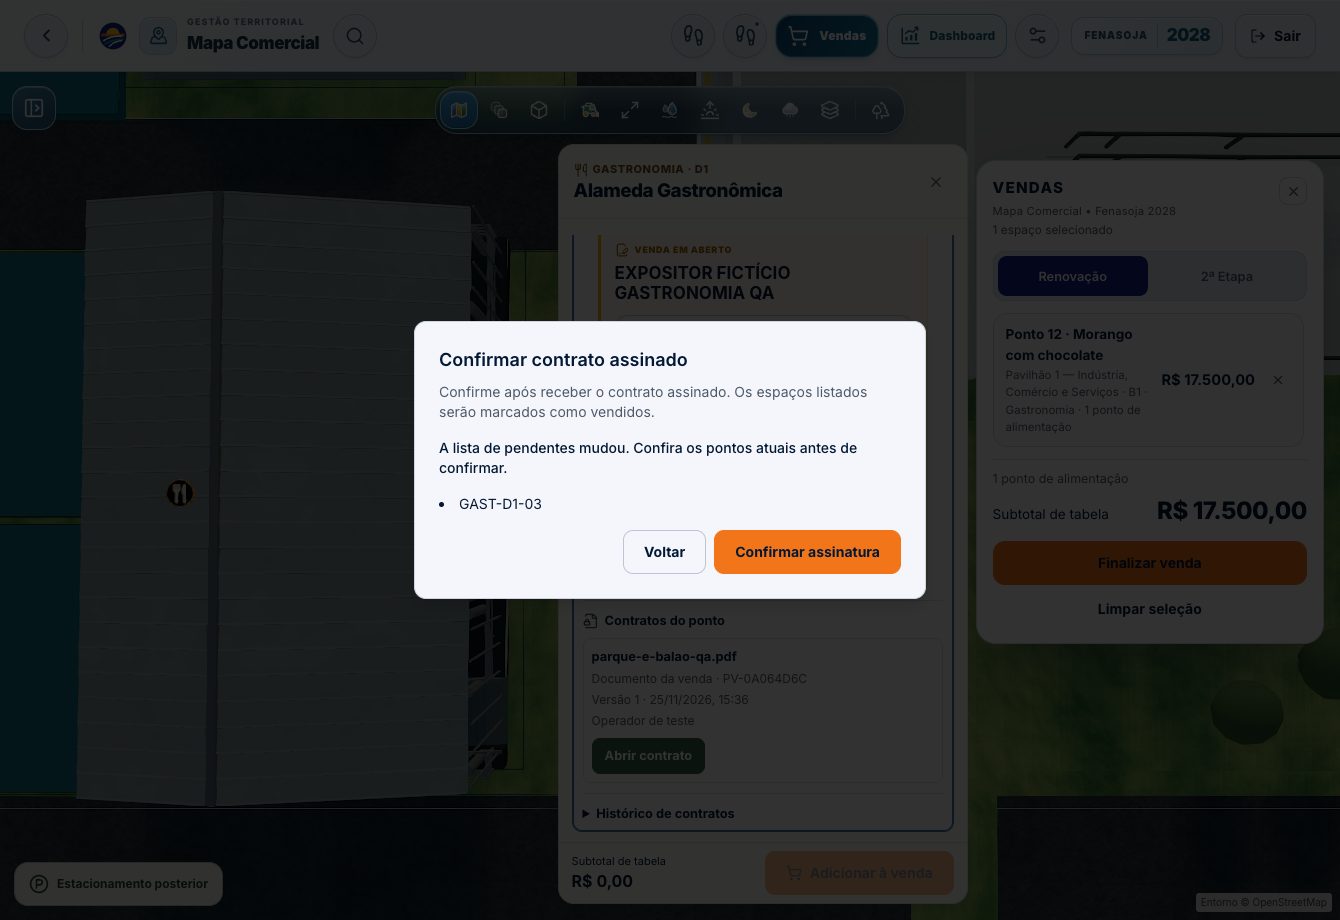 GESTÃO TERRITORIAL
Mapa Comercial
Vendas
Dashboard
FENASOJA
2028
Sair
GASTRONOMIA · D1
Alameda Gastronômica
VENDA EM ABERTO
EXPOSITOR FICTÍCIO
GASTRONOMIA QA
VENDAS
Mapa Comercial • Fenasoja 2028
1 espaço selecionado
Renovação
2ª Etapa
Ponto 12 · Morango
com chocolate
Pavilhão 1 — Indústria,
Comércio e Serviços · B1 ·
Gastronomia · 1 ponto de
alimentação
R$ 17.500,00
1 ponto de alimentação
Subtotal de tabela
R$ 17.500,00
Finalizar venda
Limpar seleção
Confirmar contrato assinado
Confirme após receber o contrato assinado. Os espaços listados
serão marcados como vendidos.
A lista de pendentes mudou. Confira os pontos atuais antes de
confirmar.
• GAST-D1-03
Voltar
Confirmar assinatura
Contratos do ponto
parque-e-balao-qa.pdf
Documento da venda · PV-0A064D6C
Versão 1 · 25/11/2026, 15:36
Operador de teste
Abrir contrato
Histórico de contratos
Subtotal de tabela
R$ 0,00
Adicionar à venda
P Estacionamento posterior
Entorno © OpenStreetMap